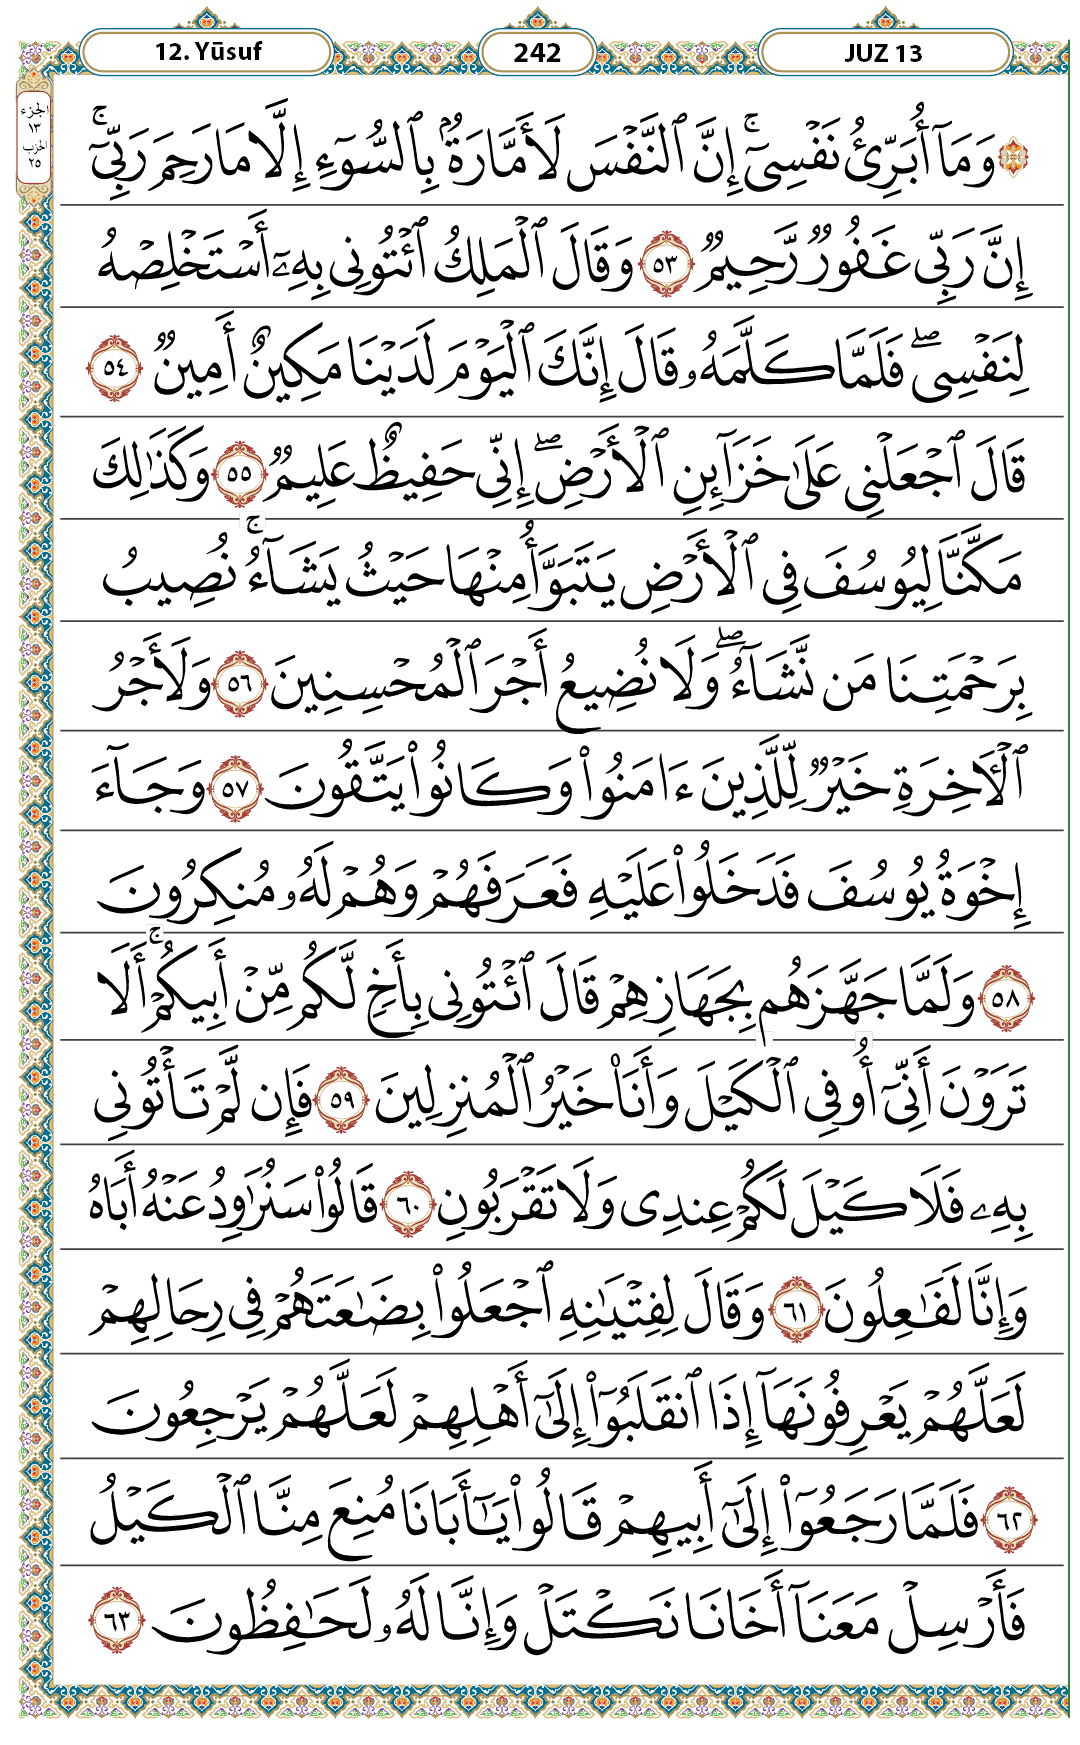 12. Yūsuf
242
JUZ 13
الجزء
١٣
الحزب
٢٥
۞ وَمَآ أُبَرِّئُ نَفْسِىٓ ۚ إِنَّ ٱلنَّفْسَ لَأَمَّارَةٌۢ بِٱلسُّوٓءِ إِلَّا مَا رَحِمَ رَبِّىٓ ۚ
إِنَّ رَبِّى غَفُورٌ رَّحِيمٌ ٥٣ وَقَالَ ٱلْمَلِكُ ٱئْتُونِى بِهِۦٓ أَسْتَخْلِصْهُ
لِنَفْسِى ۖ فَلَمَّا كَلَّمَهُۥ قَالَ إِنَّكَ ٱلْيَوْمَ لَدَيْنَا مَكِينٌ أَمِينٌ ٥٤
قَالَ ٱجْعَلْنِى عَلَىٰ خَزَآئِنِ ٱلْأَرْضِ ۖ إِنِّى حَفِيظٌ عَلِيمٌ ٥٥ وَكَذَٰلِكَ
مَكَّنَّا لِيُوسُفَ فِى ٱلْأَرْضِ يَتَبَوَّأُ مِنْهَا حَيْثُ يَشَآءُ ۚ نُصِيبُ
بِرَحْمَتِنَا مَن نَّشَآءُ ۖ وَلَا نُضِيعُ أَجْرَ ٱلْمُحْسِنِينَ ٥٦ وَلَأَجْرُ
ٱلْـَٔاخِرَةِ خَيْرٌ لِّلَّذِينَ ءَامَنُوا۟ وَكَانُوا۟ يَتَّقُونَ ٥٧ وَجَآءَ
إِخْوَةُ يُوسُفَ فَدَخَلُوا۟ عَلَيْهِ فَعَرَفَهُمْ وَهُمْ لَهُۥ مُنكِرُونَ
٥٨ وَلَمَّا جَهَّزَهُم بِجَهَازِهِمْ قَالَ ٱئْتُونِى بِأَخٍ لَّكُم مِّنْ أَبِيكُمْ ۚ أَلَا
تَرَوْنَ أَنِّىٓ أُوفِى ٱلْكَيْلَ وَأَنَا۠ خَيْرُ ٱلْمُنزِلِينَ ٥٩ فَإِن لَّمْ تَأْتُونِى
بِهِۦ فَلَا كَيْلَ لَكُمْ عِندِى وَلَا تَقْرَبُونِ ٦٠ قَالُوا۟ سَنُرَٰوِدُ عَنْهُ أَبَاهُ
وَإِنَّا لَفَـٰعِلُونَ ٦١ وَقَالَ لِفِتْيَـٰنِهِ ٱجْعَلُوا۟ بِضَـٰعَتَهُمْ فِى رِحَالِهِمْ
لَعَلَّهُمْ يَعْرِفُونَهَآ إِذَا ٱنقَلَبُوٓا۟ إِلَىٰٓ أَهْلِهِمْ لَعَلَّهُمْ يَرْجِعُونَ
٦٢ فَلَمَّا رَجَعُوٓا۟ إِلَىٰٓ أَبِيهِمْ قَالُوا۟ يَـٰٓأَبَانَا مُنِعَ مِنَّا ٱلْكَيْلُ
فَأَرْسِلْ مَعَنَآ أَخَانَا نَكْتَلْ وَإِنَّا لَهُۥ لَحَـٰفِظُونَ ٦٣